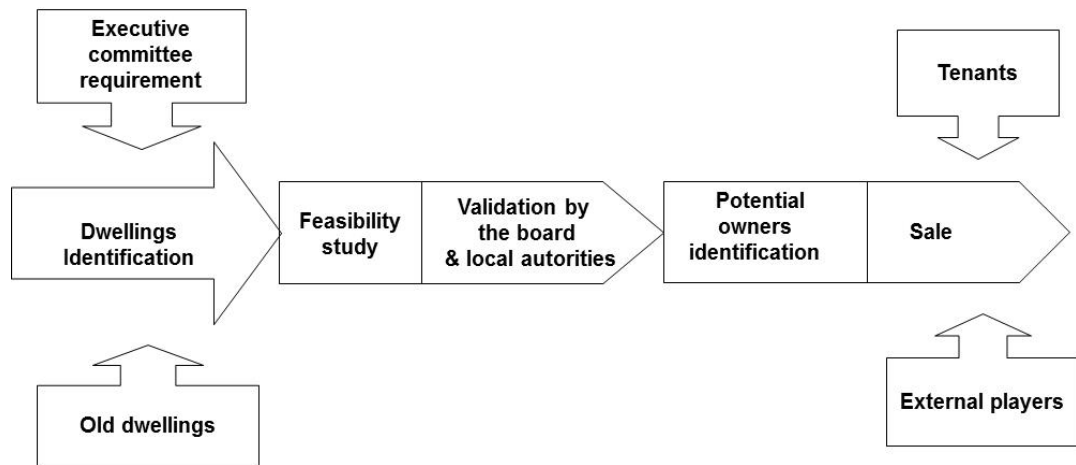 Executive
committee
requirement
Tenants
Dwellings
Identification
Feasibility
study
Validation by
the board
& local autorities
Potential
owners
identification
Sale
Old dwellings
External players